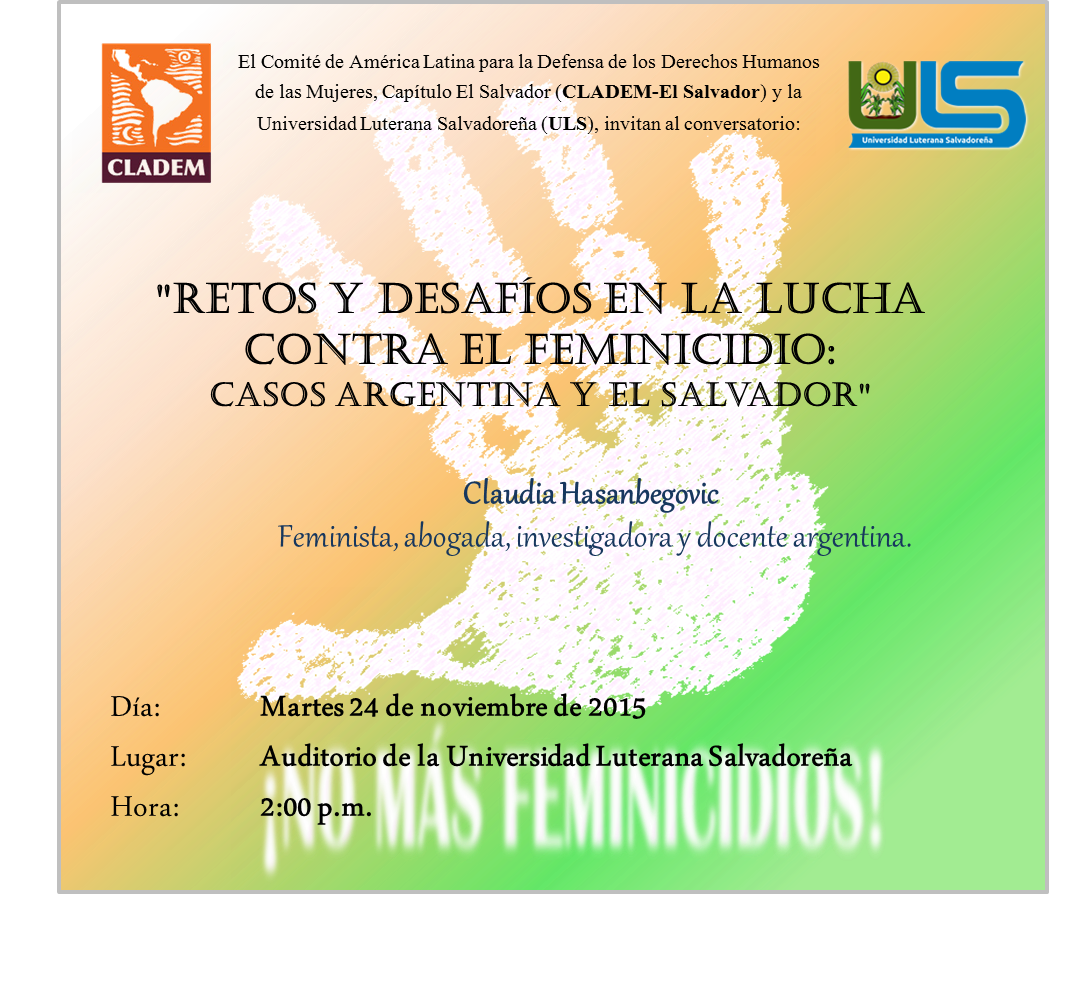 El Comité de América Latina para la Defensa de los Derechos Humanos
de las Mujeres, Capítulo El Salvador (CLADEM-El Salvador) y la
Universidad Luterana Salvadoreña (ULS), invitan al conversatorio:
CLADEM
ULS
Universidad Luterana Salvadoreña
"RETOS Y DESAFÍOS EN LA LUCHA
CONTRA EL FEMINICIDIO:
CASOS ARGENTINA Y EL SALVADOR"
Claudia Hasanbegovic
Feminista, abogada, investigadora y docente argentina.
Día: Martes 24 de noviembre de 2015
Lugar: Auditorio de la Universidad Luterana Salvadoreña
Hora: 2:00 p.m.
¡NO MÁS FEMINICIDIOS!